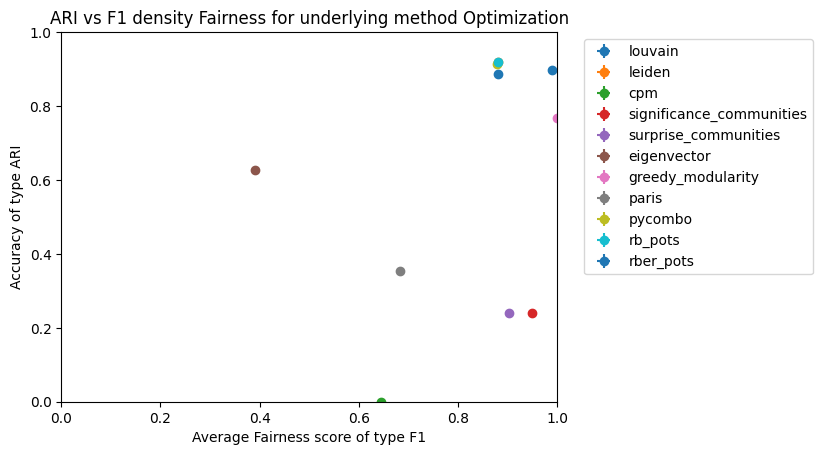 ARI vs F1 density Fairness for underlying method Optimization
1.0
0.8
0.6
0.4
0.2
0.0
Accuracy of type ARI
0.0 0.2 0.4 0.6 0.8 1.0
Average Fairness score of type F1
louvain
leiden
cpm
significance_communities
surprise_communities
eigenvector
greedy_modularity
paris
pycombo
rb_pots
rber_pots